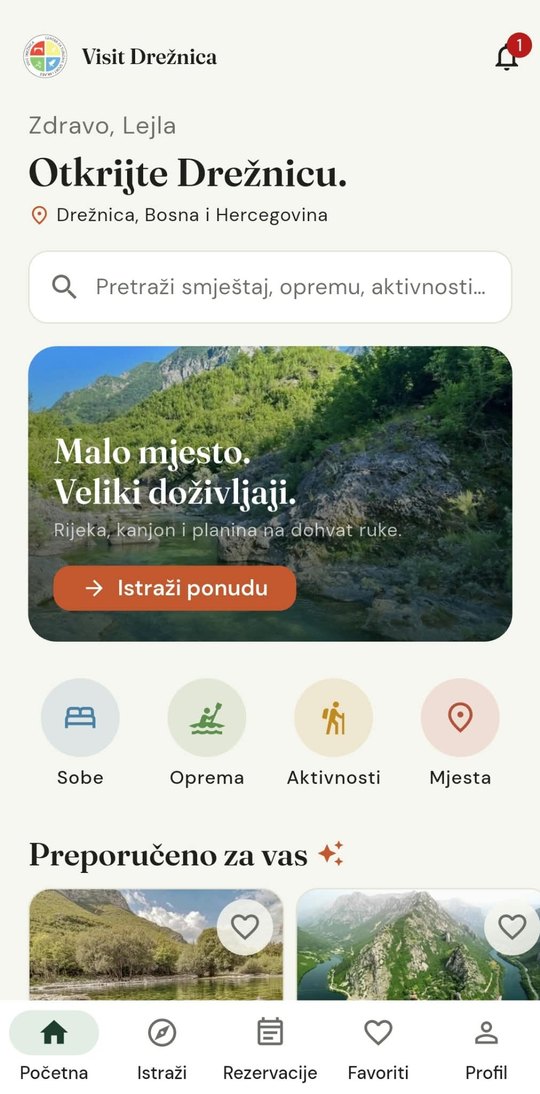 Visit Drežnica
1
Zdravo, Lejla
Otkrijte Drežnicu.
Drežnica, Bosna i Hercegovina
Pretraži smještaj, opremu, aktivnosti...
Malo mjesto.
Veliki doživljaji.
Rijeka, kanjon i planina na dohvat ruke.
Istraži ponudu
Sobe
Oprema
Aktivnosti
Mjesta
Preporučeno za vas
Početna
Istraži
Rezervacije
Favoriti
Profil